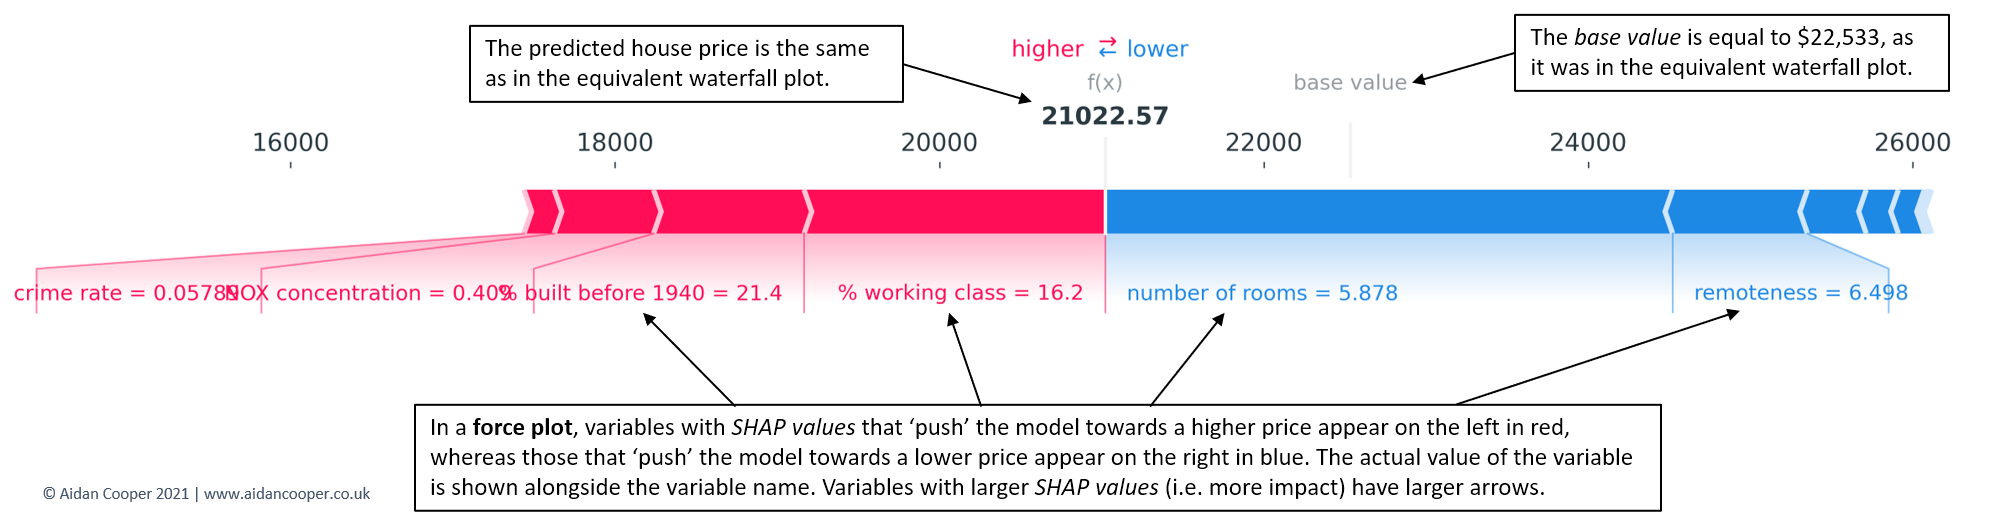 The predicted house price is the same
as in the equivalent waterfall plot.
higher ⇄ lower
f(x)
21022.57
base value
The base value is equal to $22,533, as
it was in the equivalent waterfall plot.
16000 18000 20000 22000 24000 26000
crime rate = 0.05789 NOX concentration = 0.409 % built before 1940 = 21.4 % working class = 16.2 number of rooms = 5.878 remoteness = 6.498
In a force plot, variables with SHAP values that ‘push’ the model towards a higher price appear on the left in red,
whereas those that ‘push’ the model towards a lower price appear on the right in blue. The actual value of the variable
is shown alongside the variable name. Variables with larger SHAP values (i.e. more impact) have larger arrows.
© Aidan Cooper 2021 | www.aidancooper.co.uk